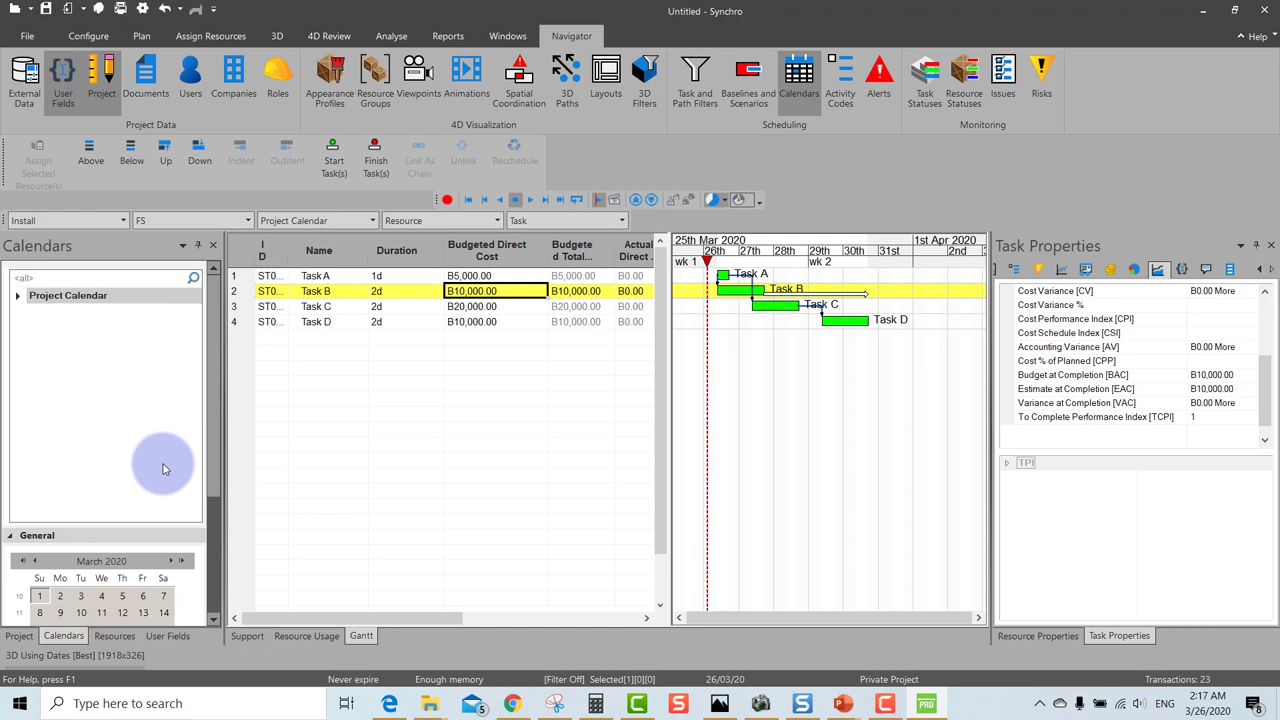 Untitled - Synchro
File Configure Plan Assign Resources 3D 4D Review Analyse Reports Windows Navigator Help
External Data User Fields Project Documents Users Companies Roles Appearance Profiles Resource Groups Viewpoints Animations Spatial Coordination 3D Paths Layouts 3D Filters Task and Path Filters Baselines and Scenarios Calendars Activity Codes Alerts Task Statuses Resource Statuses Issues Risks
Project Data 4D Visualization Scheduling Monitoring
Assign Selected Resource(s) Above Below Up Down Indent Outdent Start Task(s) Finish Task(s) Link As Chain Unlink Reschedule
Install FS Project Calendar Resource Task
Calendars
<all>
Project Calendar
General
March 2020
Su Mo Tu We Th Fr Sa
10 1 2 3 4 5 6 7
11 8 9 10 11 12 13 14
Project Calendars Resources User Fields
I D Name Duration Budgeted Direct Cost Budgete d Total... Actual Direct ..
1 ST0... Task A 1d B5,000.00 B5,000.00 B0.00
2 ST0... Task B 2d B10,000.00 B10,000.00 B0.00
3 ST0... Task C 2d B20,000.00 B20,000.00 B0.00
4 ST0... Task D 2d B10,000.00 B10,000.00 B0.00
Support Resource Usage Gantt
25th Mar 2020 1st Apr 2020
26th 27th 28th 29th 30th 31st 2nd
wk 1 wk 2
Task A
Task B
Task C
Task D
Task Properties
Cost Variance [CV] B0.00 More
Cost Variance %
Cost Performance Index [CPI]
Cost Schedule Index [CSI]
Accounting Variance [AV] B0.00 More
Cost % of Planned [CPP]
Budget at Completion [BAC] B10,000.00
Estimate at Completion [EAC] B10,000.00
Variance at Completion [VAC] B0.00 More
To Complete Performance Index [TCPI] 1
TPI
Resource Properties Task Properties
3D Using Dates [Best] [1918x326]
For Help, press F1 Never expire Enough memory [Filter Off] Selected[1][0][0] 26/03/20 Private Project Transactions: 23
Type here to search 5 PRO ENG 2:17 AM 3/26/2020 8